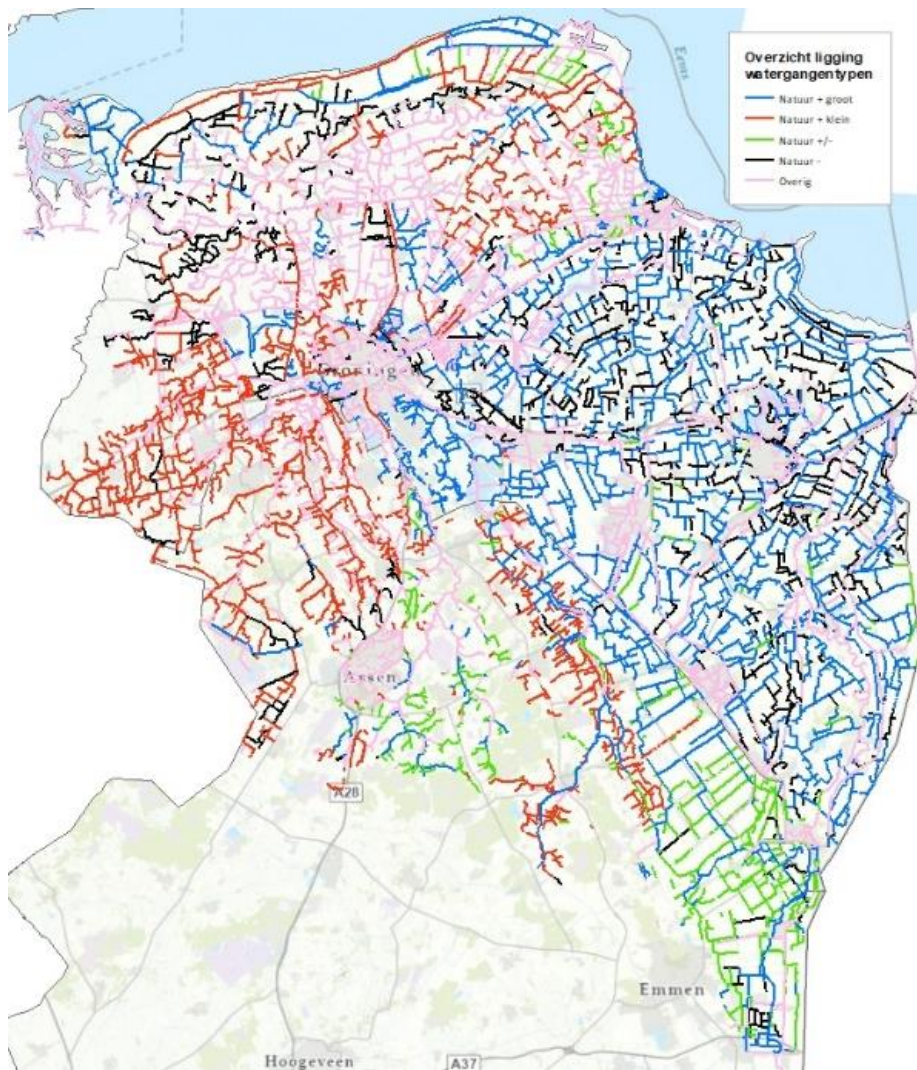 Eems
Overzicht ligging
watergangentypen
Natuur + groot
Natuur + klein
Natuur +/-
Natuur -
Overig
Assen
A28
Emmen
Hoogeveen
A37